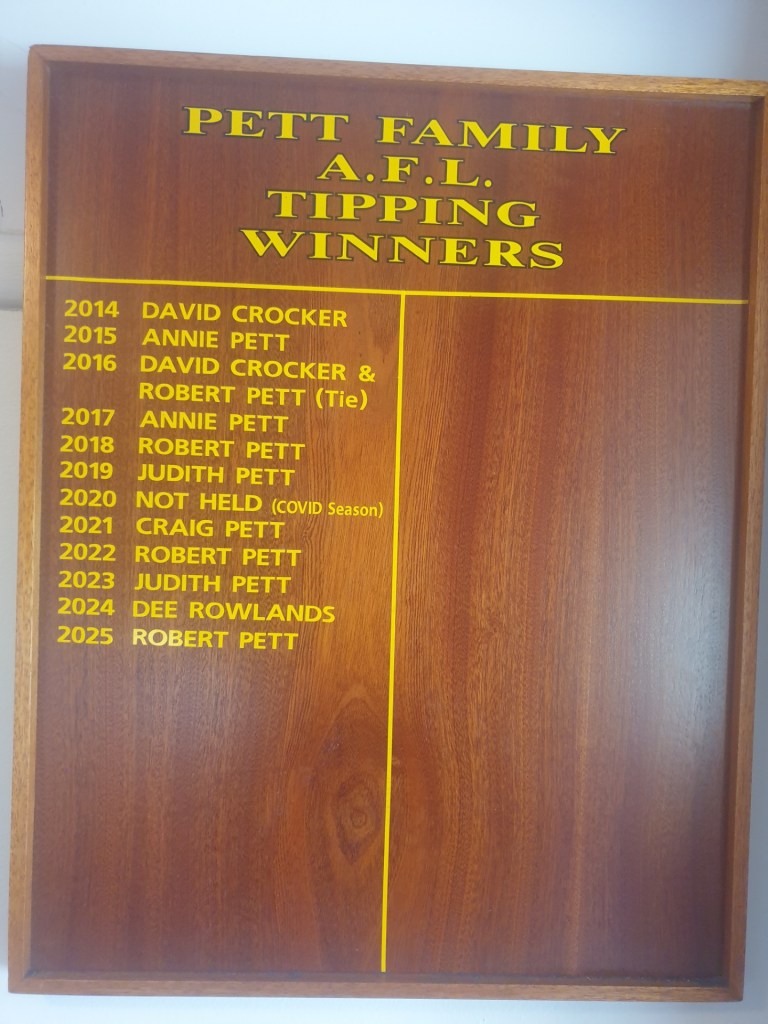 PETT FAMILY
A.F.L.
TIPPING
WINNERS
2014 DAVID CROCKER
2015 ANNIE PETT
2016 DAVID CROCKER &
ROBERT PETT (Tie)
2017 ANNIE PETT
2018 ROBERT PETT
2019 JUDITH PETT
2020 NOT HELD (COVID Season)
2021 CRAIG PETT
2022 ROBERT PETT
2023 JUDITH PETT
2024 DEE ROWLANDS
2025 ROBERT PETT